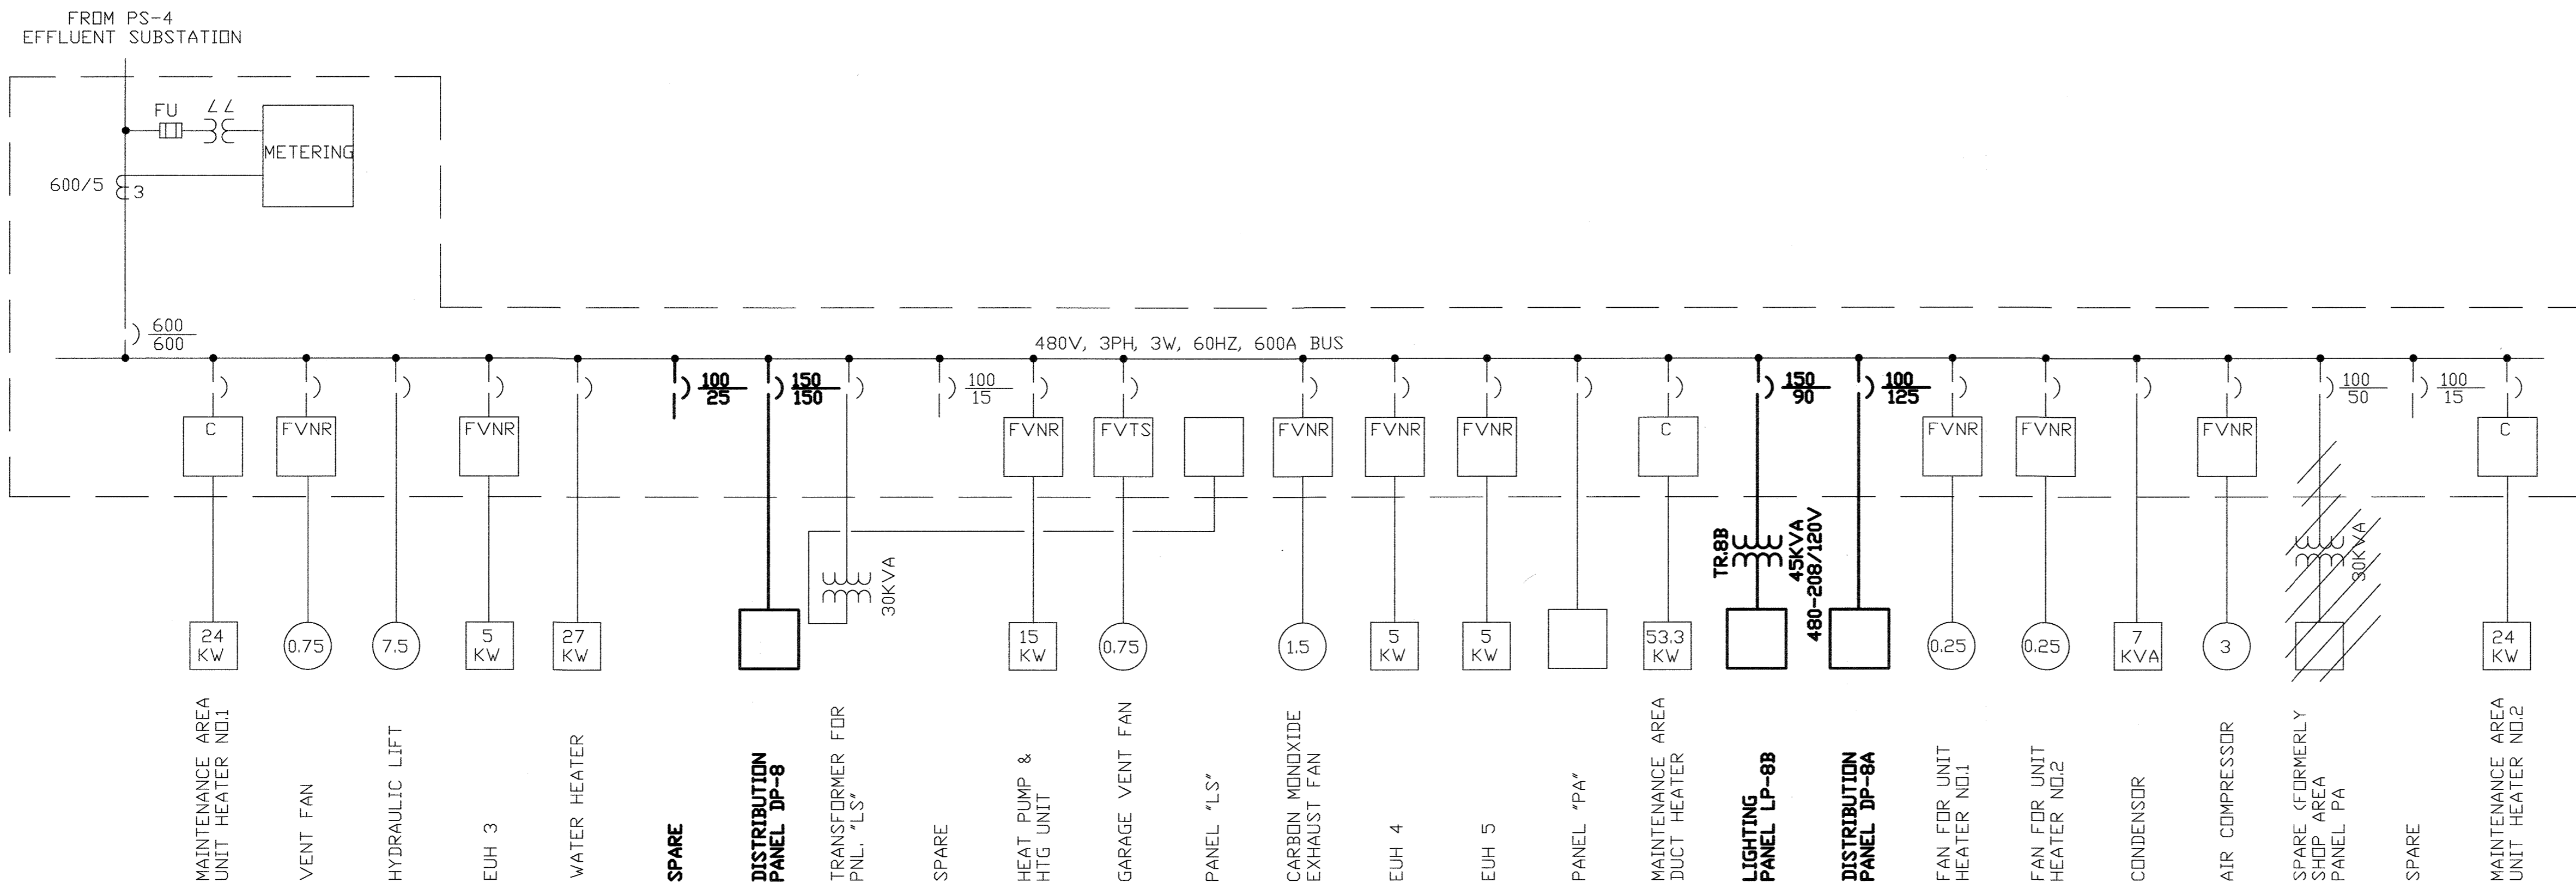 FROM PS-4
EFFLUENT SUBSTATION
FU
METERING
600/5
3
600
600
480V, 3PH, 3W, 60HZ, 600A BUS
100
25
150
150
100
15
150
90
100
125
100
50
100
15
C
FVNR
FVNR
FVNR
FVTS
FVNR
FVNR
FVNR
C
FVNR
FVNR
FVNR
C
30KVA
TR.8B
45KVA
480-208/120V
30KVA
24
KW
0.75
7.5
5
KW
27
KW
15
KW
0.75
1.5
5
KW
5
KW
53.3
KW
0.25
0.25
7
KVA
3
24
KW
MAINTENANCE AREA
UNIT HEATER NO.1
VENT FAN
HYDRAULIC LIFT
EUH 3
WATER HEATER
SPARE
DISTRIBUTION
PANEL DP-8
TRANSFORMER FOR
PNL. "LS"
SPARE
HEAT PUMP &
HTG UNIT
GARAGE VENT FAN
PANEL "LS"
CARBON MONOXIDE
EXHAUST FAN
EUH 4
EUH 5
PANEL "PA"
MAINTENANCE AREA
DUCT HEATER
LIGHTING
PANEL LP-8B
DISTRIBUTION
PANEL DP-8A
FAN FOR UNIT
HEATER NO.1
FAN FOR UNIT
HEATER NO.2
CONDENSOR
AIR COMPRESSOR
SPARE (FORMERLY
SHOP AREA
PANEL PA
SPARE
MAINTENANCE AREA
UNIT HEATER NO.2